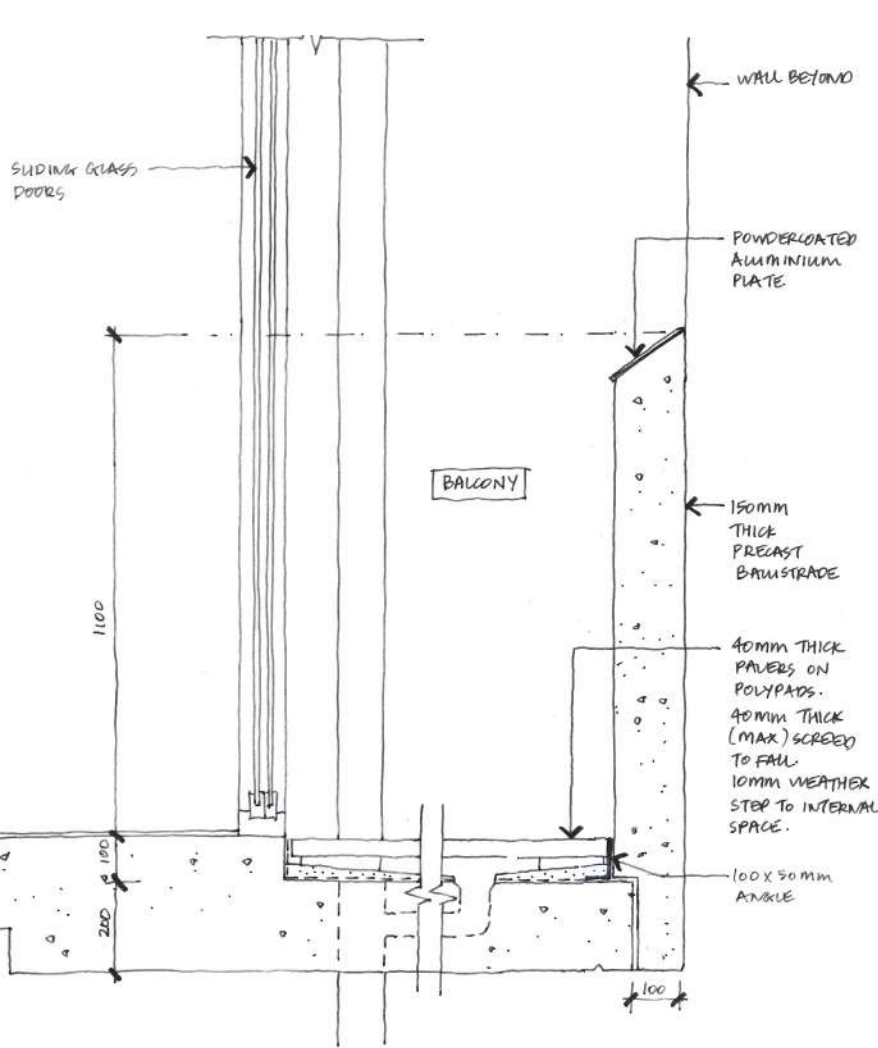 WALL BEYOND
SLIDING GLASS
DOORS
POWDERCOATED
ALUMINIUM
PLATE
BALCONY
150mm
THICK
PRECAST
BALUSTRADE
1100
40mm THICK
PAVERS ON
POLYPADS.
40mm THICK
(MAX) SCREED
TO FALL.
10mm WEATHER
STEP TO INTERNAL
SPACE.
100
100 x 50mm
ANGLE
200
100